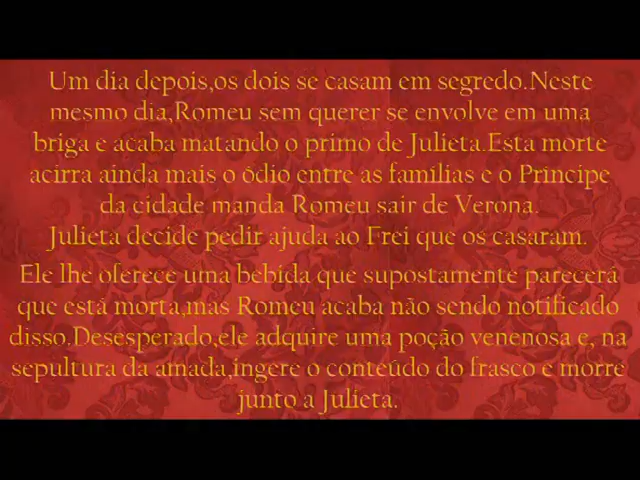 Um dia depois,os dois se casam em segredo.Neste
mesmo dia,Romeu sem querer se envolve em uma
briga e acaba matando o primo de Julieta.Esta morte
acirra ainda mais o ódio entre as famílias e o Príncipe
da cidade manda Romeu sair de Verona.
Julieta decide pedir ajuda ao Frei que os casaram.
Ele lhe oferece uma bebida que supostamente parecerá
que está morta,mas Romeu acaba não sendo notificado
disso.Desesperado,ele adquire uma poção venenosa e, na
sepultura da amada,ingere o conteúdo do frasco e morre
junto a Julieta.